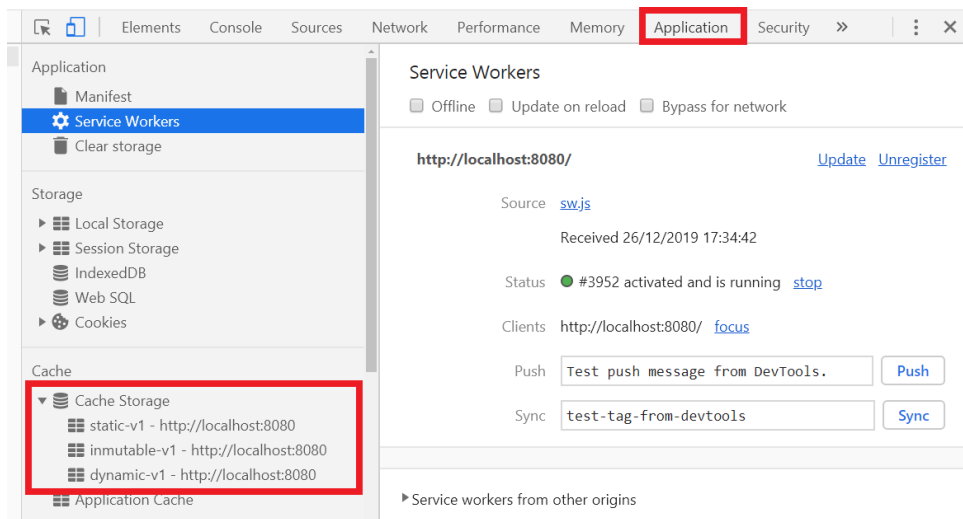 Elements Console Sources Network Performance Memory Application Security »
Application
Manifest
Service Workers
Clear storage
Storage
Local Storage
Session Storage
IndexedDB
Web SQL
Cookies
Cache
Cache Storage
static-v1 - http://localhost:8080
inmutable-v1 - http://localhost:8080
dynamic-v1 - http://localhost:8080
Application Cache
Service Workers
Offline Update on reload Bypass for network
http://localhost:8080/ Update Unregister
Source sw.js
Received 26/12/2019 17:34:42
Status #3952 activated and is running stop
Clients http://localhost:8080/ focus
Push Test push message from DevTools. Push
Sync test-tag-from-devtools Sync
Service workers from other origins